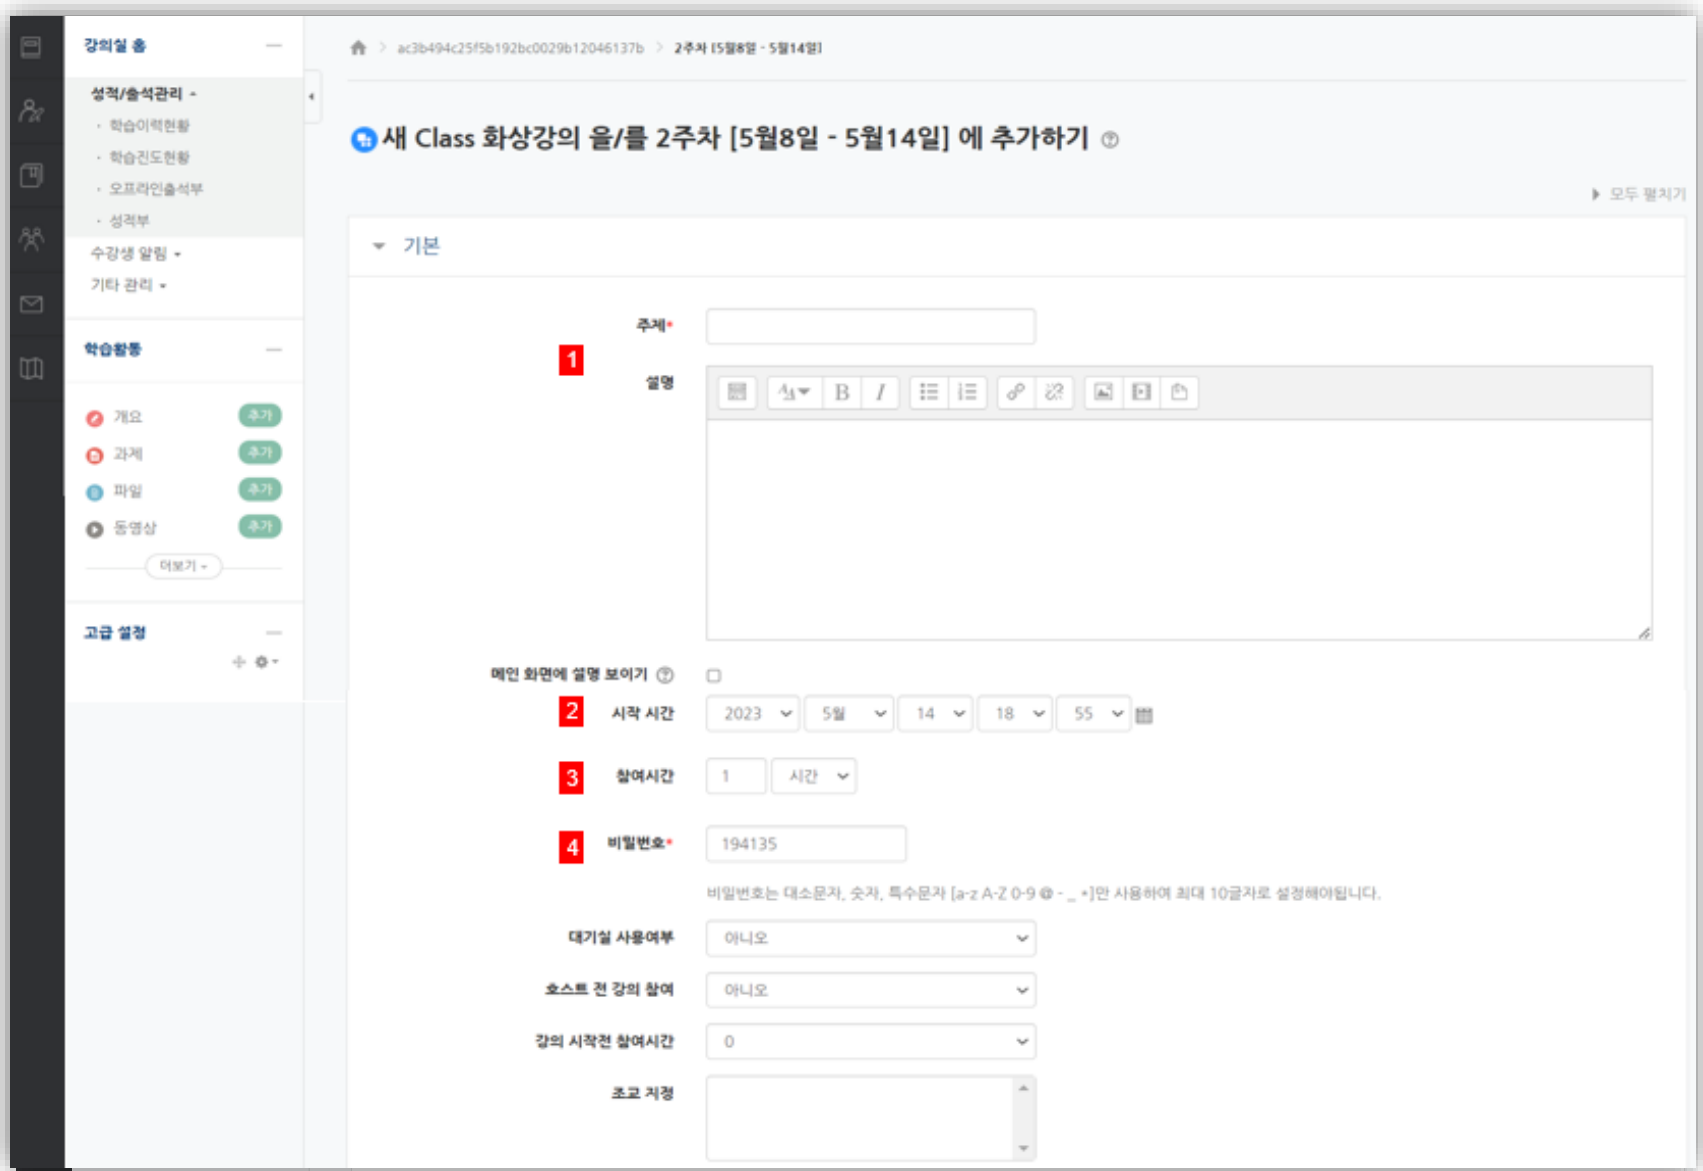 강의실 홈
성적/출석관리
· 학습이력현황
· 학습진도현황
· 오프라인출석부
· 성적부
수강생 알림
기타 관리
학습활동
개요 추가
과제 추가
파일 추가
동영상 추가
더보기
고급 설정
ac3b494c25f5b192bc0029b12046137b > 2주차 [5월8일 - 5월14일]
새 Class 화상강의 을/를 2주차 [5월8일 - 5월14일] 에 추가하기
모두 펼치기
기본
주제*
1
설명
메인 화면에 설명 보이기
2 시작 시간 2023 5월 14 18 55
3 참여시간 1 시간
4 비밀번호* 194135
비밀번호는 대소문자, 숫자, 특수문자 [a-z A-Z 0-9 @ - _ *]만 사용하여 최대 10글자로 설정해야됩니다.
대기실 사용여부 아니오
호스트 전 강의 참여 아니오
강의 시작전 참여시간 0
조교 지정